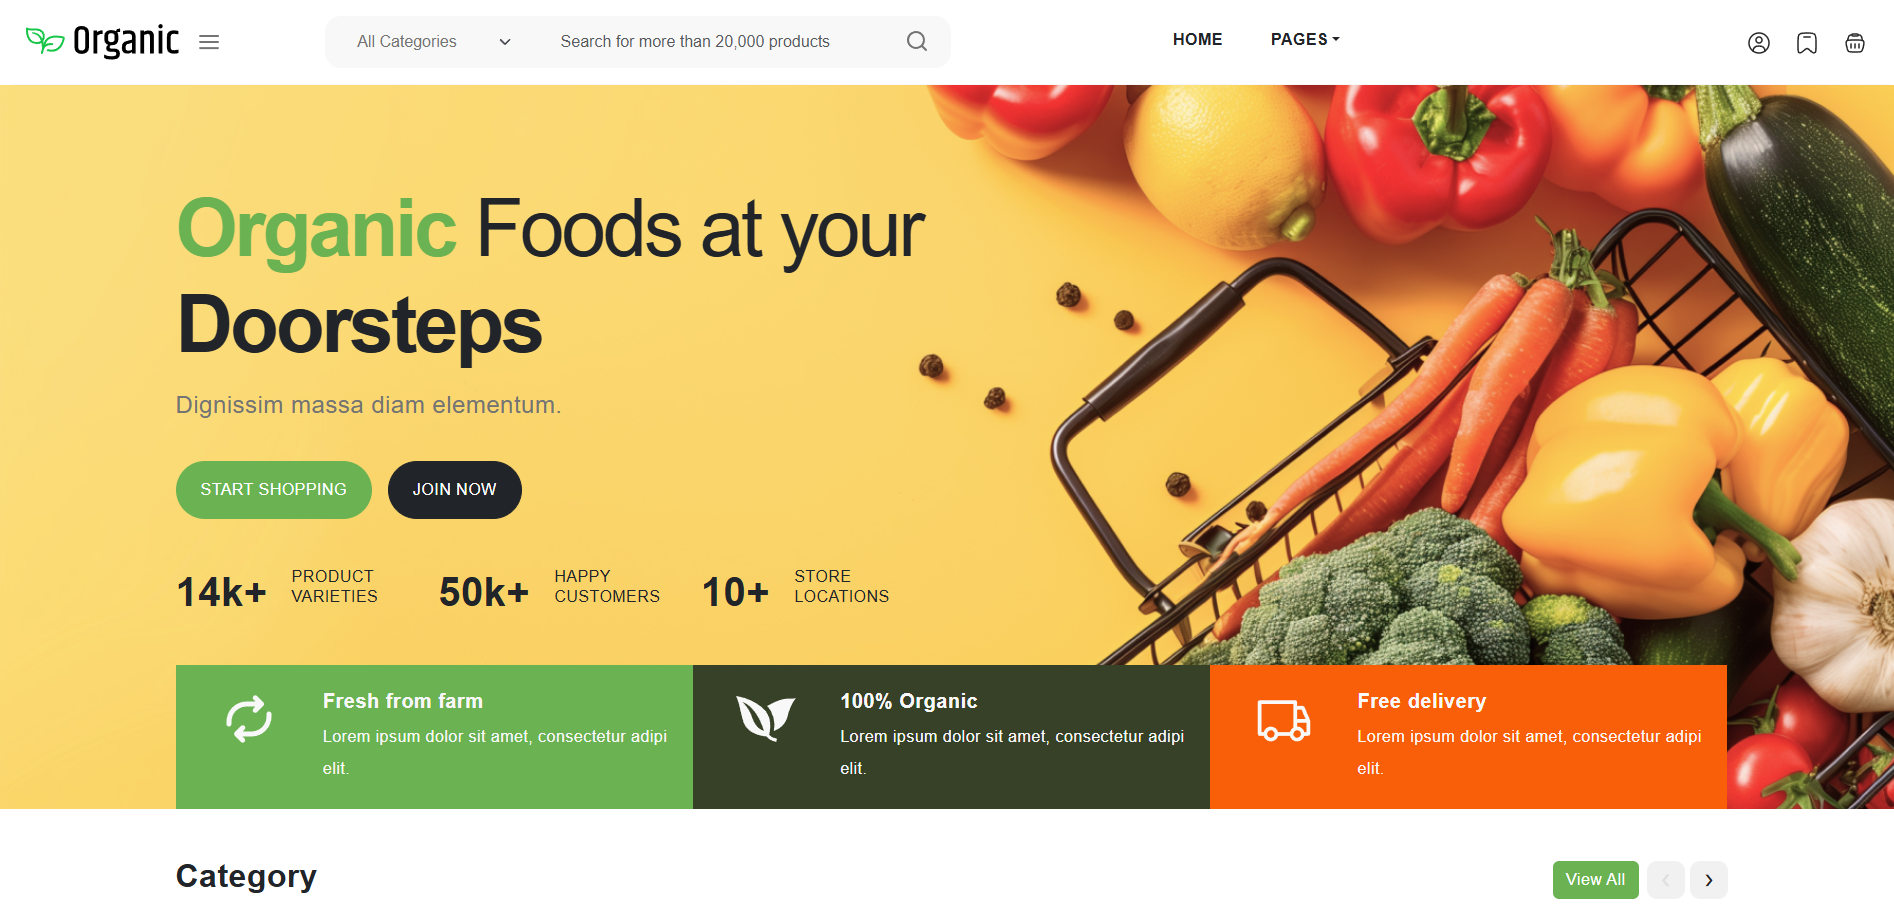 Organic
All Categories
Search for more than 20,000 products
HOME
PAGES
Organic Foods at your
Doorsteps
Dignissim massa diam elementum.
START SHOPPING
JOIN NOW
14k+
PRODUCT
VARIETIES
50k+
HAPPY
CUSTOMERS
10+
STORE
LOCATIONS
Fresh from farm
Lorem ipsum dolor sit amet, consectetur adipi
elit.
100% Organic
Lorem ipsum dolor sit amet, consectetur adipi
elit.
Free delivery
Lorem ipsum dolor sit amet, consectetur adipi
elit.
Category
View All